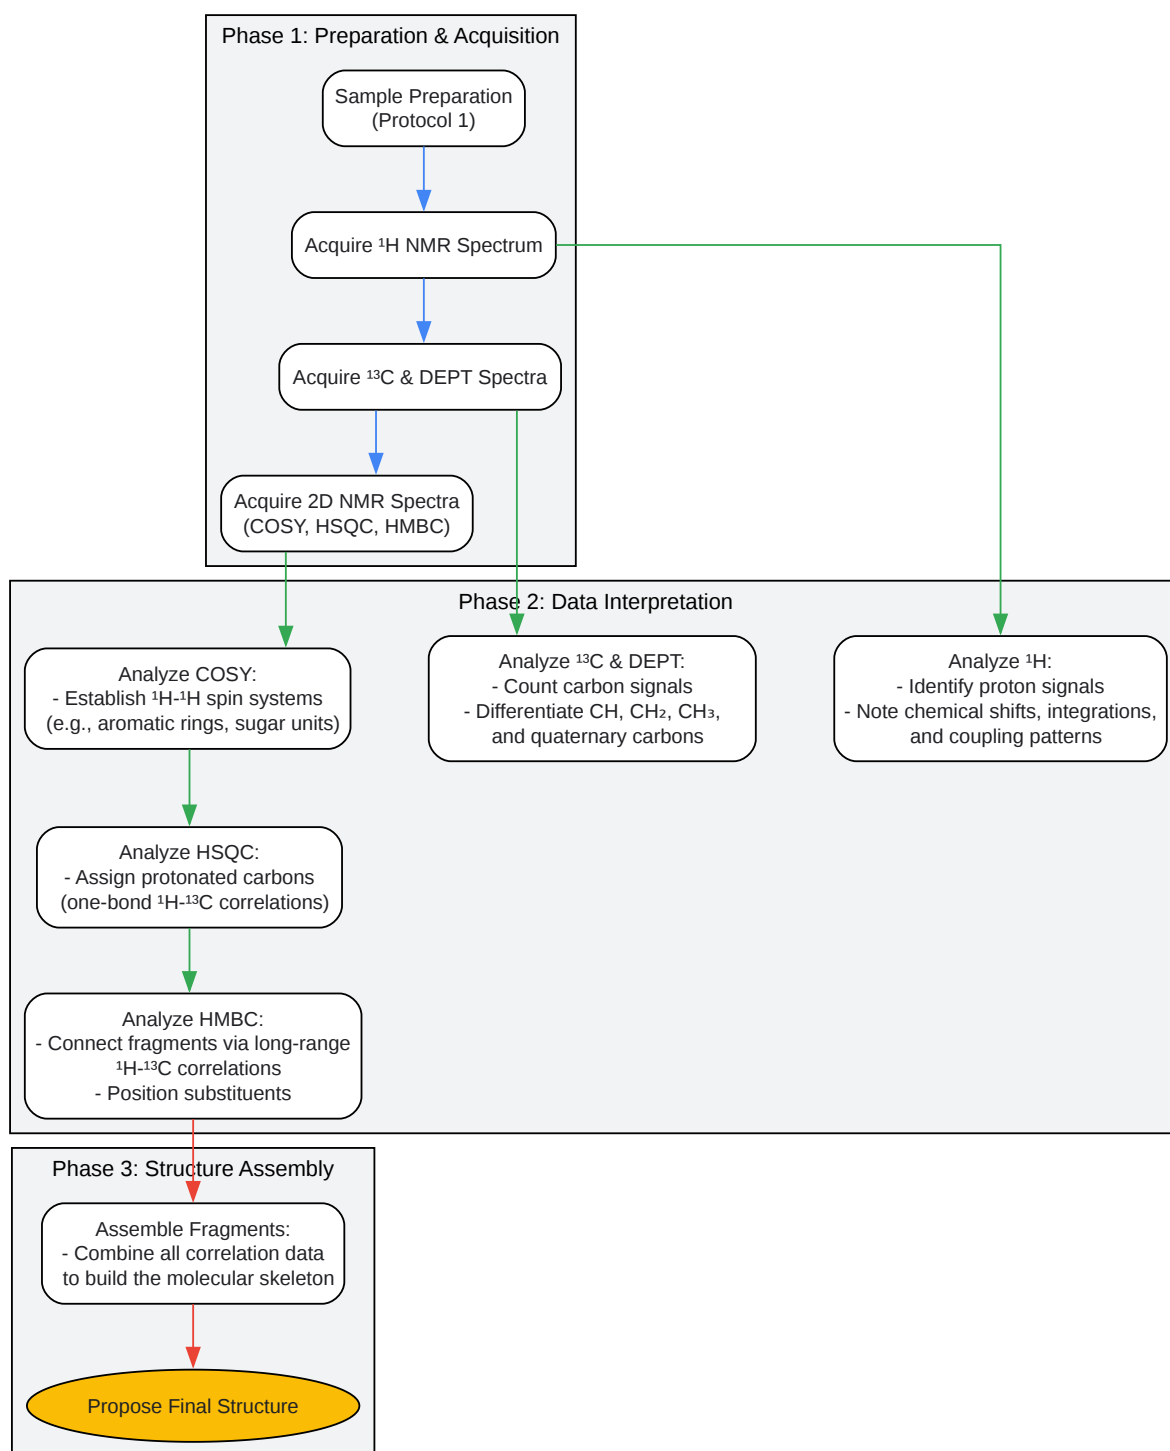 Phase 1: Preparation & Acquisition
Sample Preparation
(Protocol 1)
Acquire ¹H NMR Spectrum
Acquire ¹³C & DEPT Spectra
Acquire 2D NMR Spectra
(COSY, HSQC, HMBC)
Phase 2: Data Interpretation
Analyze COSY:
- Establish ¹H-¹H spin systems
(e.g., aromatic rings, sugar units)
Analyze ¹³C & DEPT:
- Count carbon signals
- Differentiate CH, CH₂, CH₃,
and quaternary carbons
Analyze ¹H:
- Identify proton signals
- Note chemical shifts, integrations,
and coupling patterns
Analyze HSQC:
- Assign protonated carbons
(one-bond ¹H-¹³C correlations)
Analyze HMBC:
- Connect fragments via long-range
¹H-¹³C correlations
- Position substituents
Phase 3: Structure Assembly
Assemble Fragments:
- Combine all correlation data
to build the molecular skeleton
Propose Final Structure